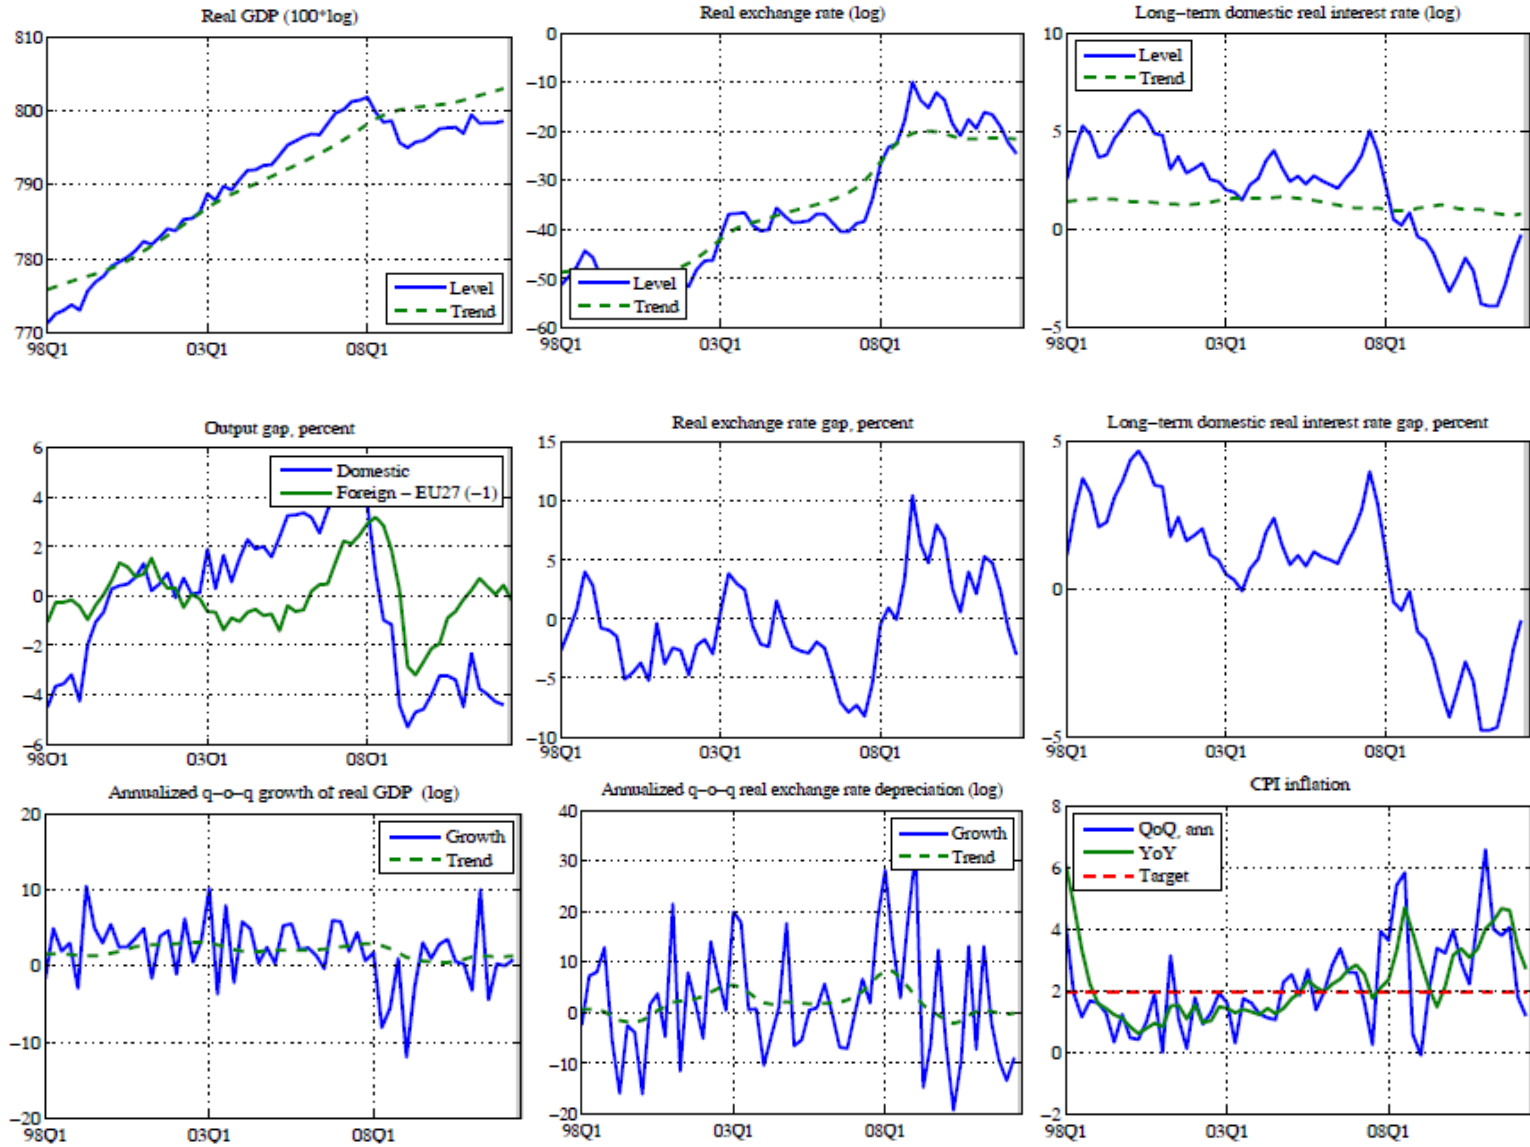 Real GDP (100*log)
810
800
790
780
770
98Q1 03Q1 08Q1
Level
Trend
Real exchange rate (log)
0
−10
−20
−30
−40
−50
−60
98Q1 03Q1 08Q1
Level
Trend
Long−term domestic real interest rate (log)
10
5
0
−5
98Q1 03Q1 08Q1
Level
Trend
Output gap, percent
6
4
2
0
−2
−4
−6
98Q1 03Q1 08Q1
Domestic
Foreign − EU27 (−1)
Real exchange rate gap, percent
15
10
5
0
−5
−10
98Q1 03Q1 08Q1
Long−term domestic real interest rate gap, percent
5
0
−5
98Q1 03Q1 08Q1
Annualized q−o−q growth of real GDP (log)
20
10
0
−10
−20
98Q1 03Q1 08Q1
Growth
Trend
Annualized q−o−q real exchange rate depreciation (log)
40
30
20
10
0
−10
−20
98Q1 03Q1 08Q1
Growth
Trend
CPI inflation
8
6
4
2
0
−2
98Q1 03Q1 08Q1
QoQ, ann
YoY
Target